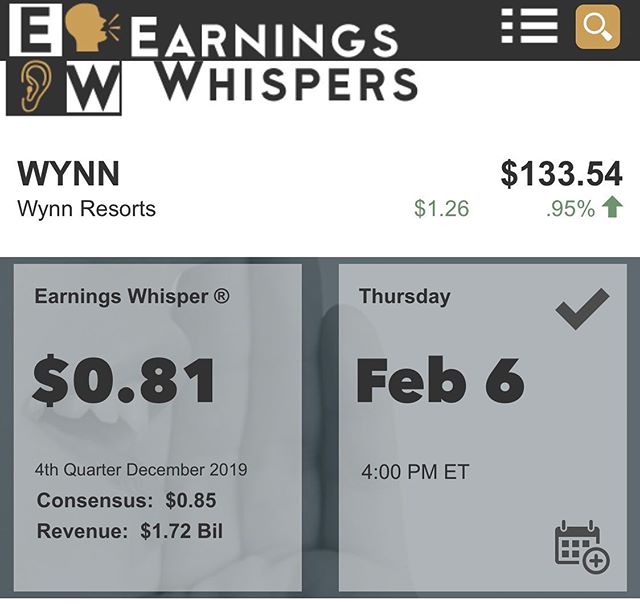 E EARNINGS
W WHISPERS
WYNN $133.54
Wynn Resorts $1.26 .95%
Earnings Whisper ®
$0.81
4th Quarter December 2019
Consensus: $0.85
Revenue: $1.72 Bil
Thursday
Feb 6
4:00 PM ET